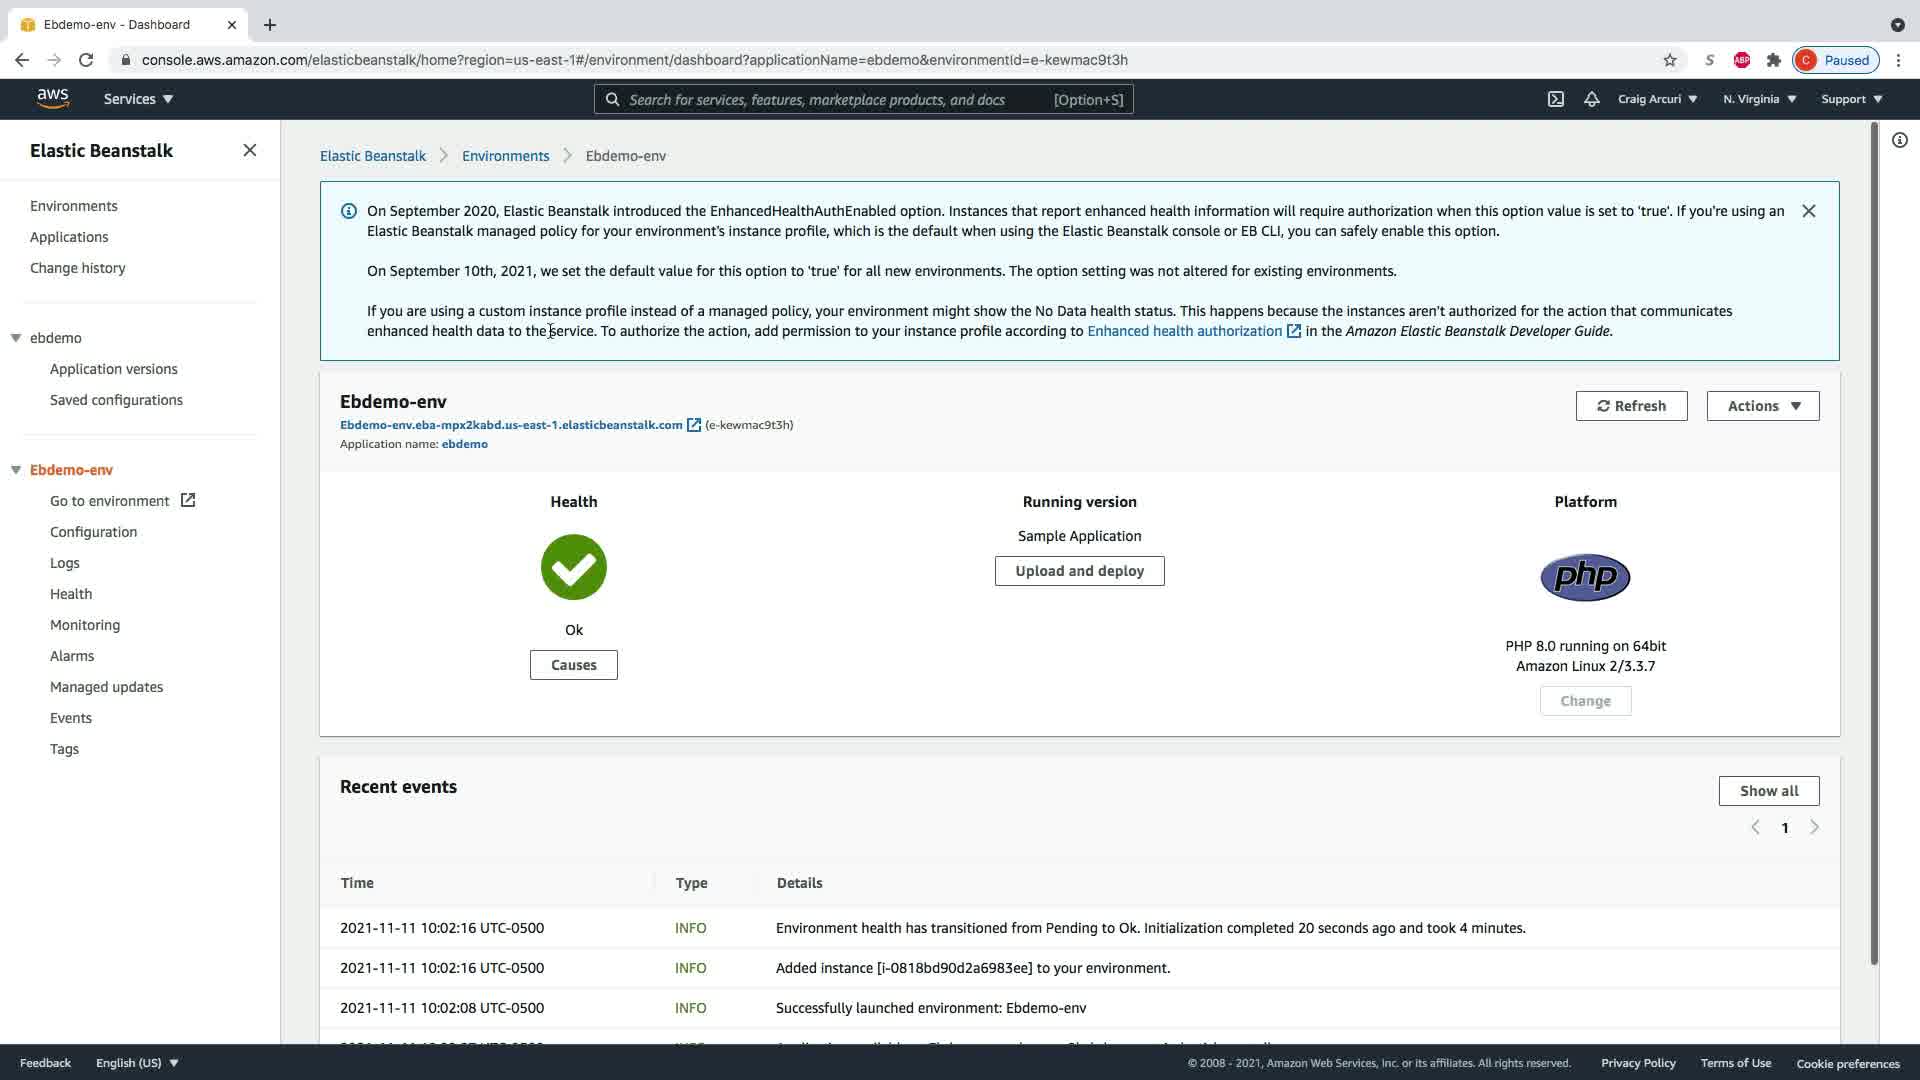 Ebdemo-env - Dashboard
console.aws.amazon.com/elasticbeanstalk/home?region=us-east-1#/environment/dashboard?applicationName=ebdemo&environmentId=e-kewmac9t3h
S
ABP
C
Paused
aws
Services
Search for services, features, marketplace products, and docs
[Option+S]
Craig Arcuri
N. Virginia
Support
Elastic Beanstalk
Environments
Applications
Change history
ebdemo
Application versions
Saved configurations
Ebdemo-env
Go to environment
Configuration
Logs
Health
Monitoring
Alarms
Managed updates
Events
Tags
Elastic Beanstalk
Environments
Ebdemo-env
On September 2020, Elastic Beanstalk introduced the EnhancedHealthAuthEnabled option. Instances that report enhanced health information will require authorization when this option value is set to 'true'. If you're using an
Elastic Beanstalk managed policy for your environment's instance profile, which is the default when using the Elastic Beanstalk console or EB CLI, you can safely enable this option.
On September 10th, 2021, we set the default value for this option to 'true' for all new environments. The option setting was not altered for existing environments.
If you are using a custom instance profile instead of a managed policy, your environment might show the No Data health status. This happens because the instances aren't authorized for the action that communicates
enhanced health data to the service. To authorize the action, add permission to your instance profile according to Enhanced health authorization in the Amazon Elastic Beanstalk Developer Guide.
Ebdemo-env
Ebdemo-env.eba-mpx2kabd.us-east-1.elasticbeanstalk.com (e-kewmac9t3h)
Application name: ebdemo
Refresh
Actions
Health
Ok
Causes
Running version
Sample Application
Upload and deploy
Platform
php
PHP 8.0 running on 64bit
Amazon Linux 2/3.3.7
Change
Recent events
Show all
1
Time Type Details
2021-11-11 10:02:16 UTC-0500 INFO Environment health has transitioned from Pending to Ok. Initialization completed 20 seconds ago and took 4 minutes.
2021-11-11 10:02:16 UTC-0500 INFO Added instance [i-0818bd90d2a6983ee] to your environment.
2021-11-11 10:02:08 UTC-0500 INFO Successfully launched environment: Ebdemo-env
Feedback
English (US)
© 2008 - 2021, Amazon Web Services, Inc. or its affiliates. All rights reserved.
Privacy Policy
Terms of Use
Cookie preferences